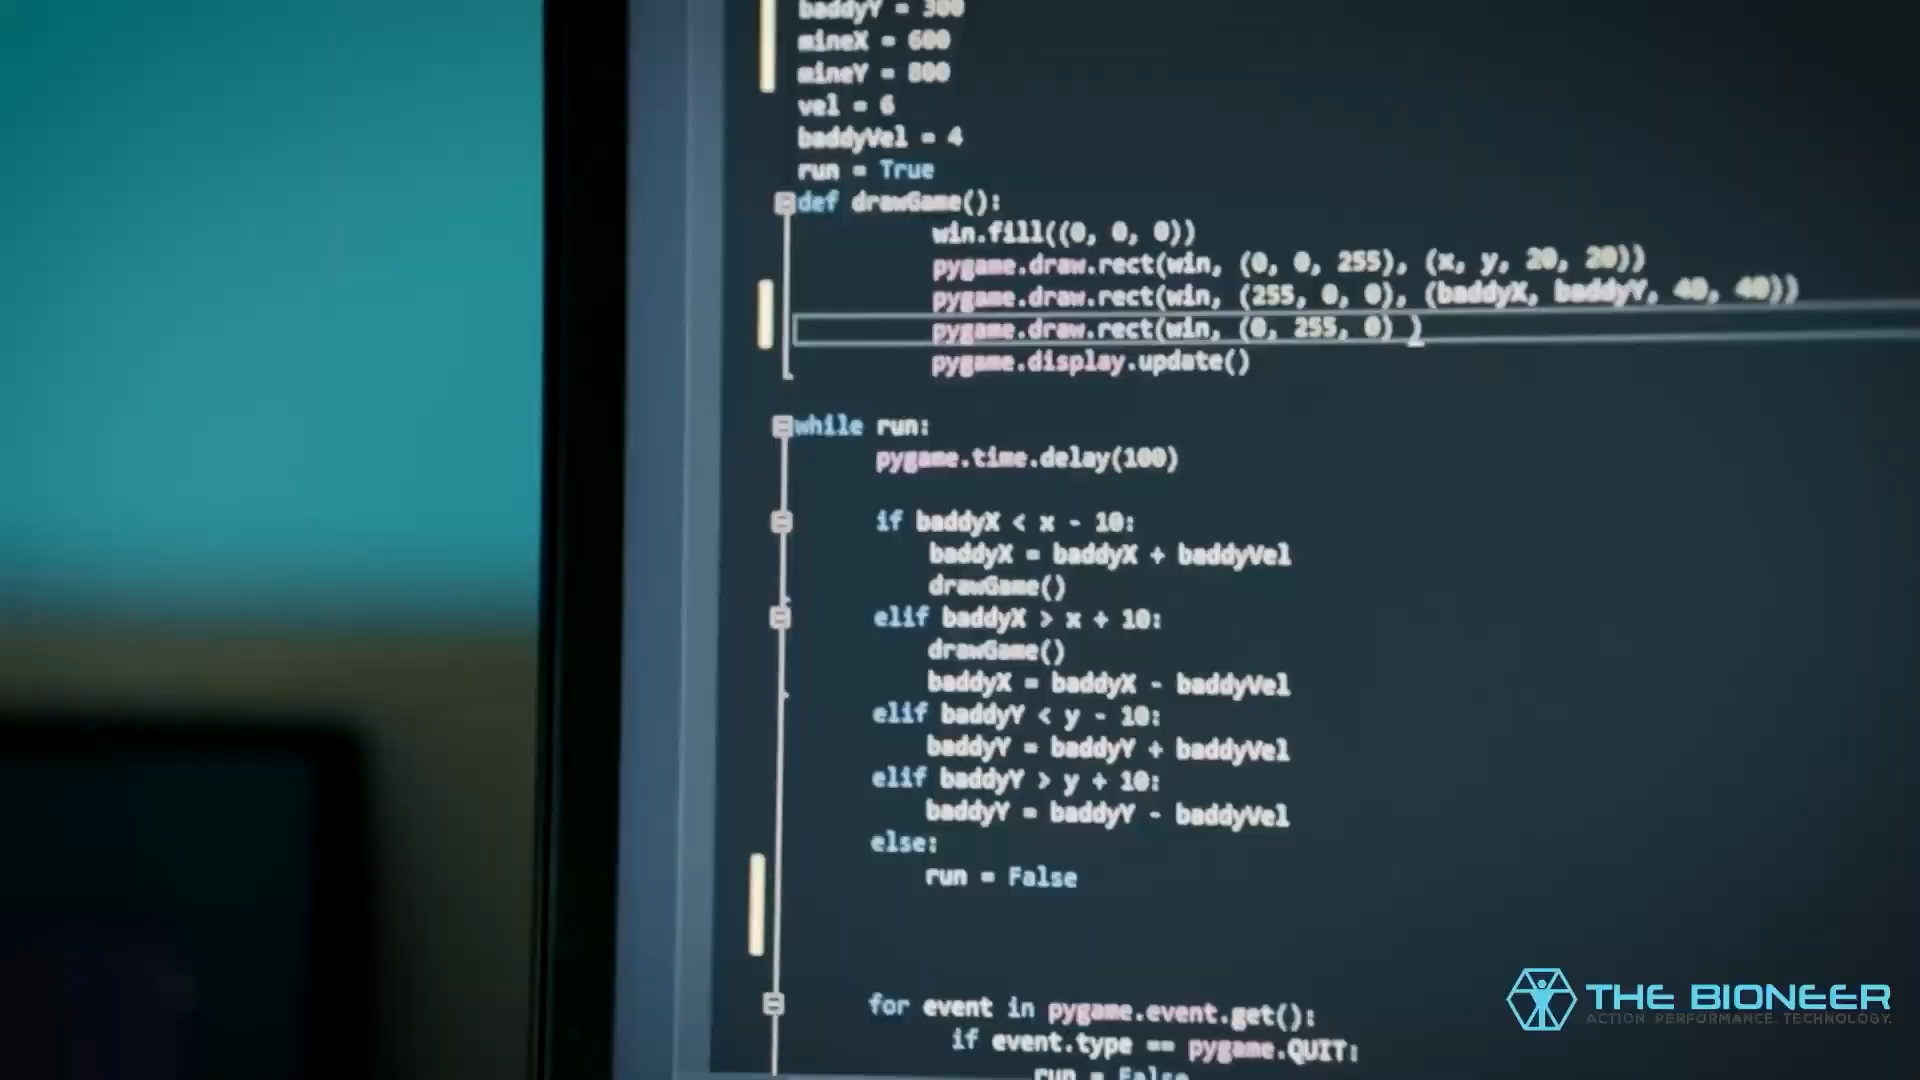 baddyY = 300
mineX = 600
mineY = 800
vel = 6
baddyVel = 4
run = True
def drawGame():
win.fill((0, 0, 0))
pygame.draw.rect(win, (0, 0, 255), (x, y, 20, 20))
pygame.draw.rect(win, (255, 0, 0), (baddyX, baddyY, 40, 40))
pygame.draw.rect(win, (0, 255, 0) )
pygame.display.update()
while run:
pygame.time.delay(100)
if baddyX < x - 10:
baddyX = baddyX + baddyVel
drawGame()
elif baddyX > x + 10:
drawGame()
baddyX = baddyX - baddyVel
elif baddyY < y - 10:
baddyY = baddyY + baddyVel
elif baddyY > y + 10:
baddyY = baddyY - baddyVel
else:
run = False
for event in pygame.event.get():
if event.type == pygame.QUIT:
run = False
THE BIONEER
ACTION. PERFORMANCE. TECHNOLOGY.